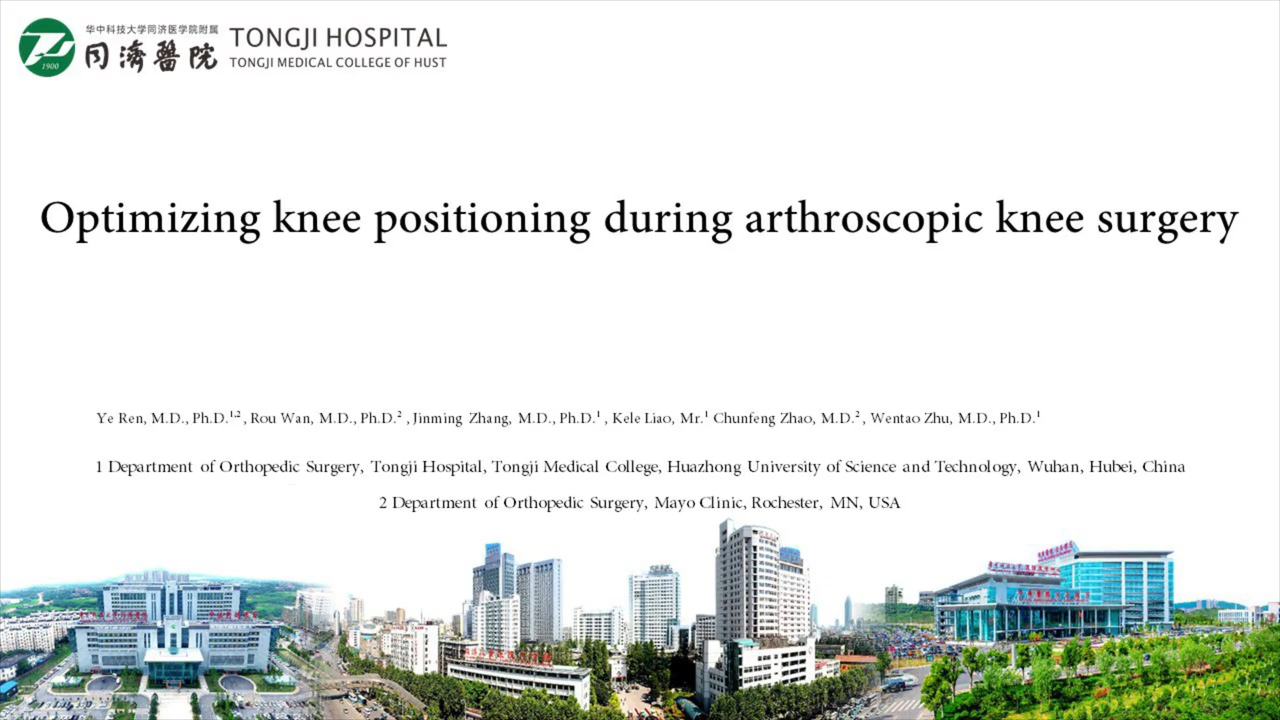 华中科技大学同济医学院附属
同濟醫院
1900
TONGJI HOSPITAL
TONGJI MEDICAL COLLEGE OF HUST
Optimizing knee positioning during arthroscopic knee surgery
Ye Ren, M.D., Ph.D.¹,² , Rou Wan, M.D., Ph.D.² , Jinming Zhang, M.D., Ph.D.¹ , Kele Liao, Mr.¹ Chunfeng Zhao, M.D.² , Wentao Zhu, M.D., Ph.D.¹
1 Department of Orthopedic Surgery, Tongji Hospital, Tongji Medical College, Huazhong University of Science and Technology, Wuhan, Hubei, China
2 Department of Orthopedic Surgery, Mayo Clinic, Rochester, MN, USA